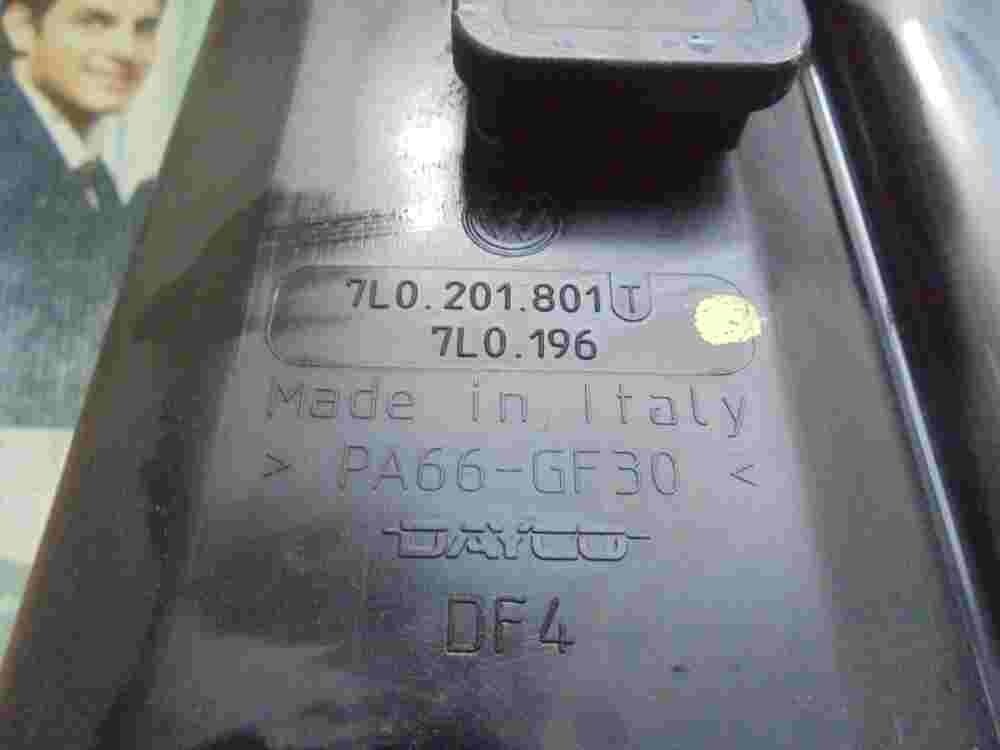 7L0.201.801 T
7L0.196
Made in Italy
> PA66-GF30 <
DAYCO
DF4